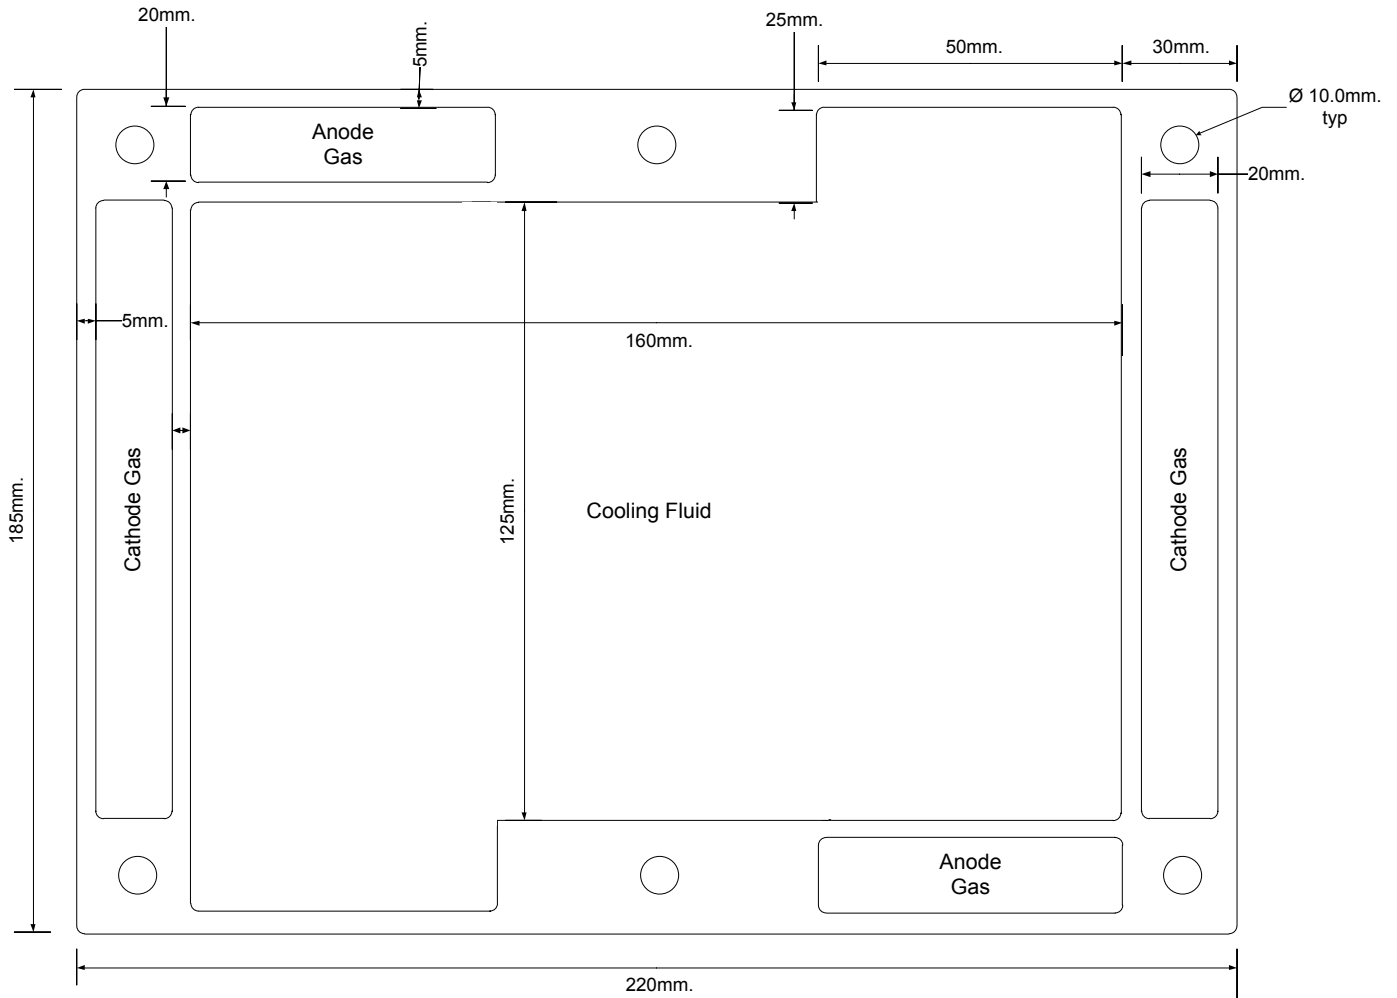 20mm.
5mm.
25mm.
50mm.
30mm.
Ø 10.0mm.
typ
Anode
Gas
20mm.
5mm.
160mm.
Cathode Gas
185mm.
125mm.
Cooling Fluid
Cathode Gas
Anode
Gas
220mm.